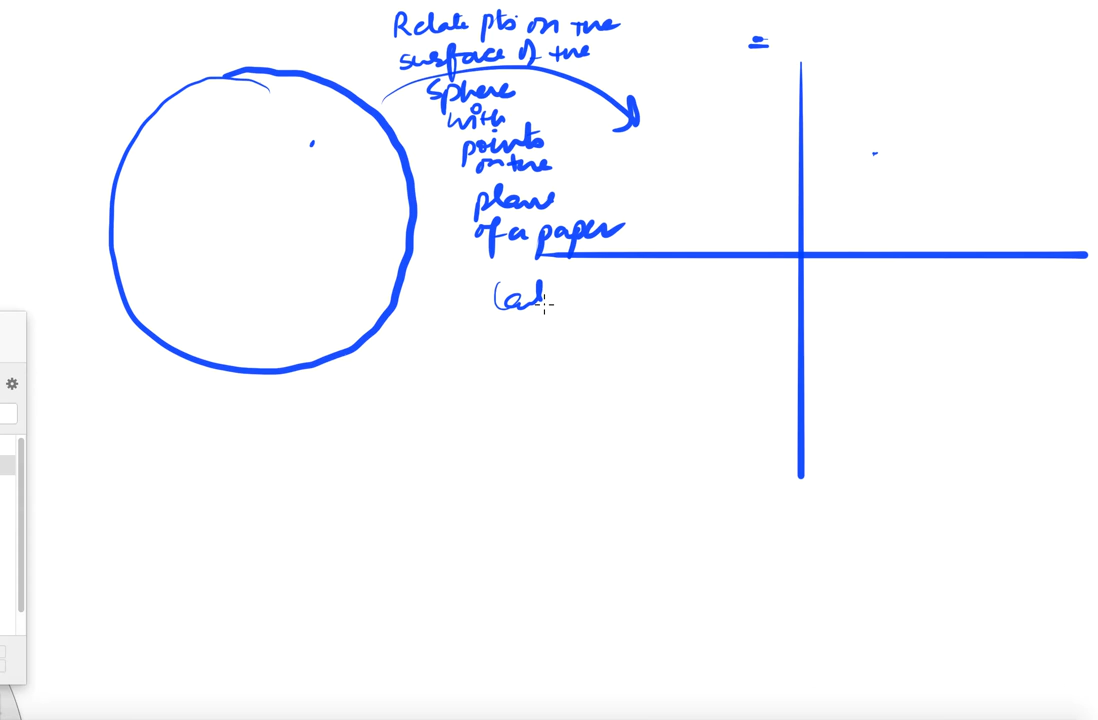 Relate pts on the
surface of the
sphere
with
points
on the
plane
of a paper
=